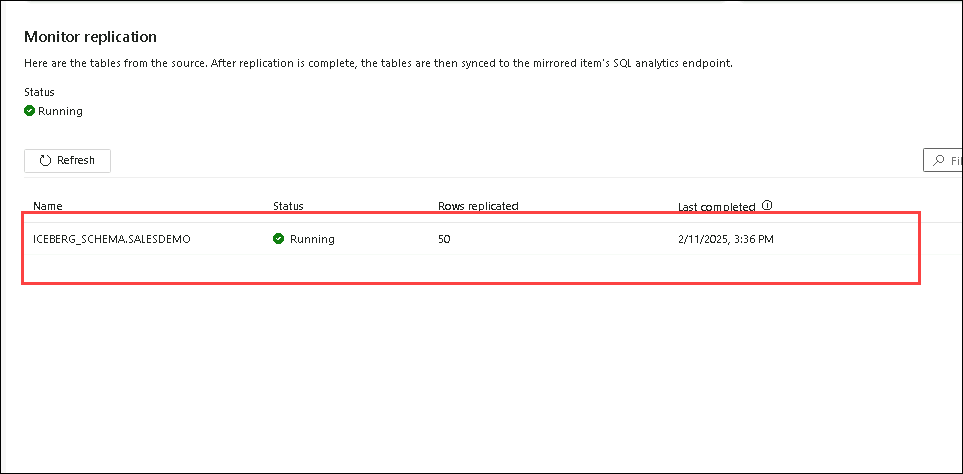 Monitor replication
Here are the tables from the source. After replication is complete, the tables are then synced to the mirrored item's SQL analytics endpoint.
Status
Running
Refresh
Name Status Rows replicated Last completed
ICEBERG_SCHEMA.SALESDEMO Running 50 2/11/2025, 3:36 PM